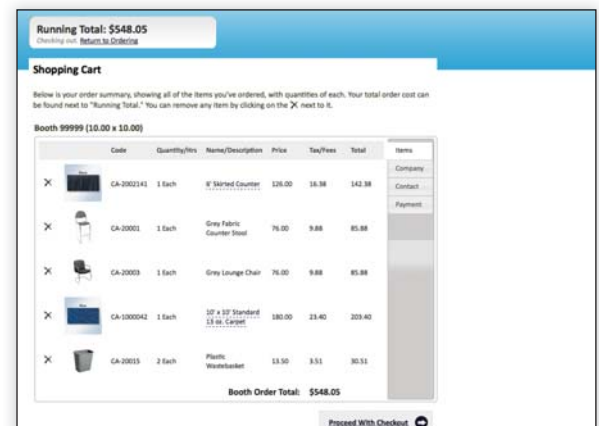 Running Total: $548.05
Checking out. Return to Ordering
Shopping Cart
Below is your order summary, showing all of the items you've ordered, with quantities of each. Your total order cost can
be found next to "Running Total." You can remove any item by clicking on the X next to it.
Booth 99999 (10.00 x 10.00)
Code Quantity/Hrs Name/Description Price Tax/Fees Total Items
Company
Contact
Payment
X CA-2002141 1 Each 8' Skirted Counter 126.00 16.38 142.38
X CA-20001 1 Each Grey Fabric
Counter Stool 76.00 9.88 85.88
X CA-20003 1 Each Grey Lounge Chair 76.00 9.88 85.88
X CA-1000042 1 Each 10' x 10' Standard
13 oz. Carpet 180.00 23.40 203.40
X CA-20015 2 Each Plastic
Wastebasket 13.50 3.51 30.51
Booth Order Total: $548.05
Proceed With Checkout